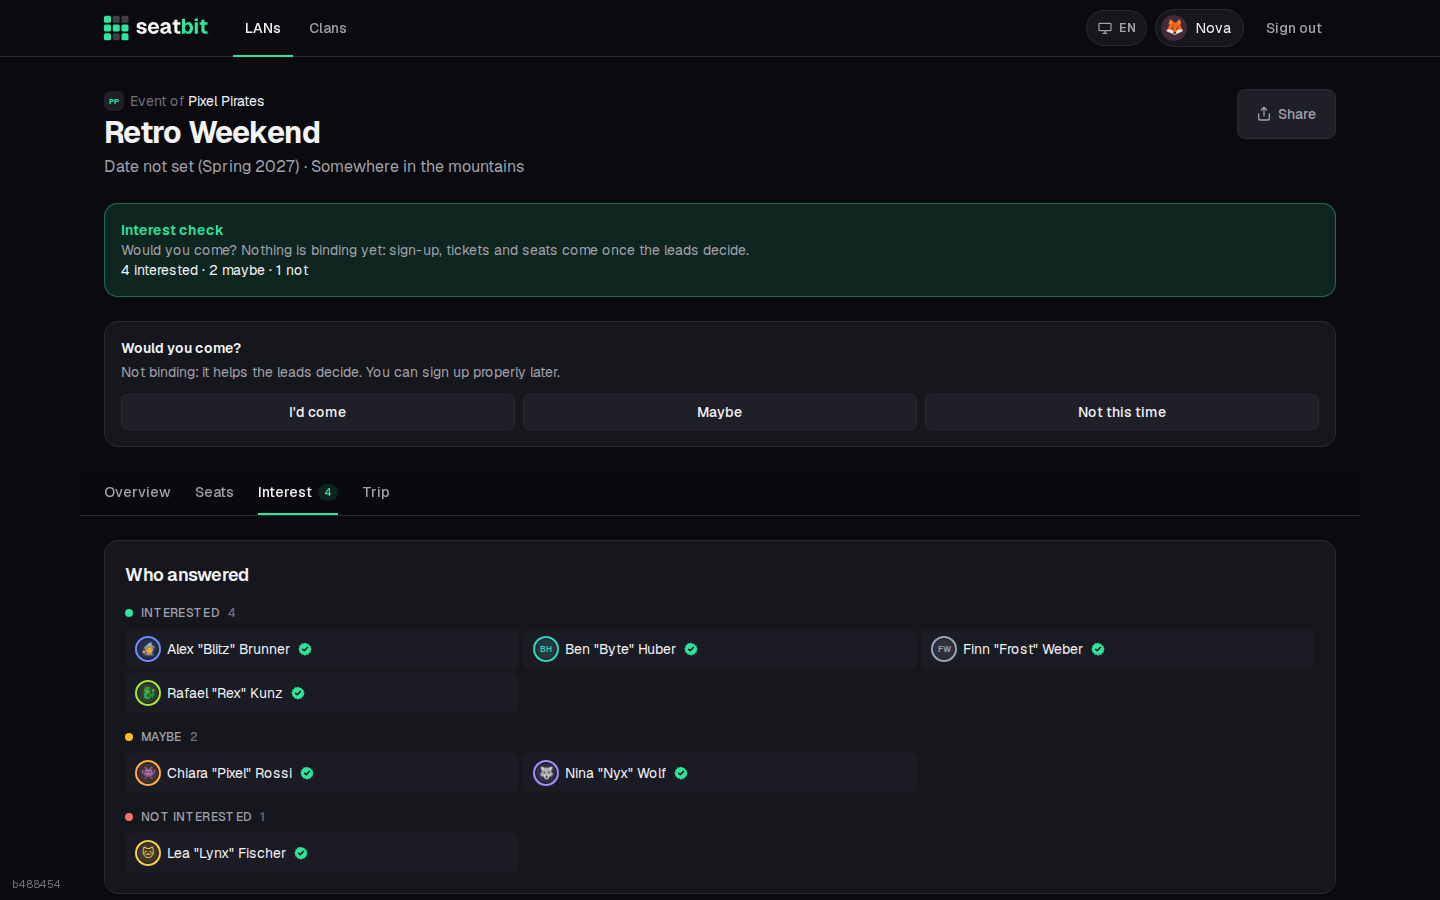 seatbit
LANs
Clans
EN
Nova
Sign out
PP Event of Pixel Pirates
Retro Weekend
Date not set (Spring 2027) · Somewhere in the mountains
Share
Interest check
Would you come? Nothing is binding yet: sign-up, tickets and seats come once the leads decide.
4 interested · 2 maybe · 1 not
Would you come?
Not binding: it helps the leads decide. You can sign up properly later.
I'd come
Maybe
Not this time
Overview
Seats
Interest 4
Trip
Who answered
INTERESTED 4
Alex "Blitz" Brunner
BH Ben "Byte" Huber
FW Finn "Frost" Weber
Rafael "Rex" Kunz
MAYBE 2
Chiara "Pixel" Rossi
Nina "Nyx" Wolf
NOT INTERESTED 1
Lea "Lynx" Fischer
b488454